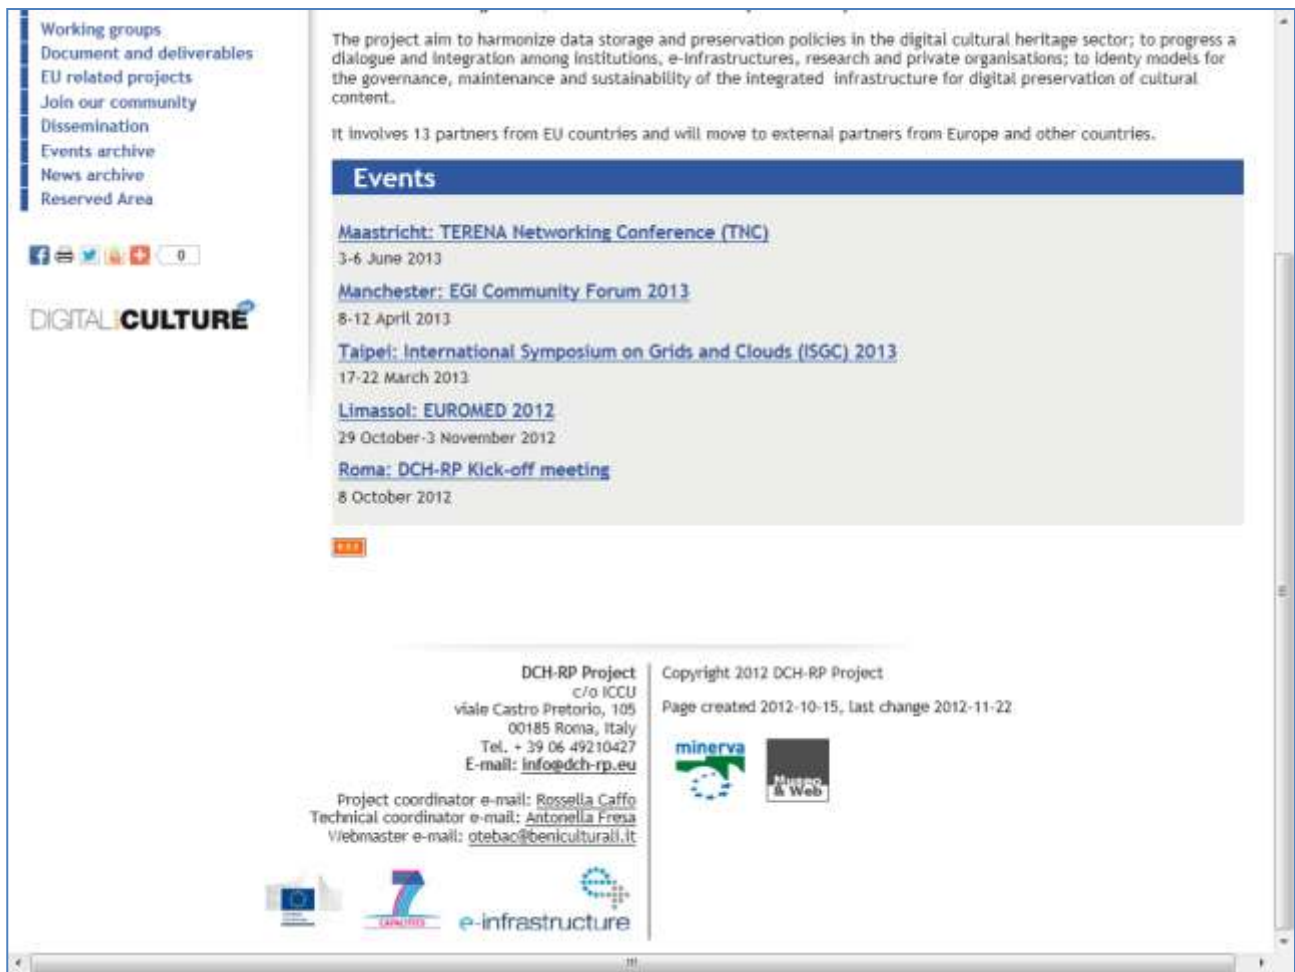 Working groups
Document and deliverables
EU related projects
Join our community
Dissemination
Events archive
News archive
Reserved Area
0
DIGITAL CULTURE
The project aim to harmonize data storage and preservation policies in the digital cultural heritage sector; to progress a
dialogue and integration among institutions, e-infrastructures, research and private organisations; to identy models for
the governance, maintenance and sustainability of the integrated infrastructure for digital preservation of cultural
content.
It involves 13 partners from EU countries and will move to external partners from Europe and other countries.
Events
Maastricht: TERENA Networking Conference (TNC)
3-6 June 2013
Manchester: EGI Community Forum 2013
8-12 April 2013
Taipei: International Symposium on Grids and Clouds (ISGC) 2013
17-22 March 2013
Limassol: EUROMED 2012
29 October-3 November 2012
Roma: DCH-RP Kick-off meeting
8 October 2012
DCH-RP Project
c/o ICCU
viale Castro Pretorio, 105
00185 Roma, Italy
Tel. + 39 06 49210427
E-mail: info@dch-rp.eu
Project coordinator e-mail: Rossella Caffo
Technical coordinator e-mail: Antonella Fresa
Webmaster e-mail: otebac@beniculturali.it
7
CAPACITIES
e-infrastructure
Copyright 2012 DCH-RP Project
Page created 2012-10-15, last change 2012-11-22
minerva
Museo
& Web